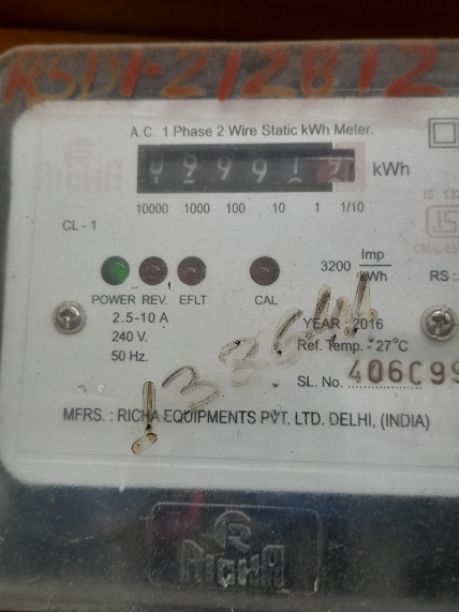 RSD1-212812
A.C. 1 Phase 2 Wire Static kWh Meter.
kWh
10000 1000 100 10 1 1/10
CL - 1
3200 Imp
kWh
POWER REV. EFLT CAL
RS :
2.5-10 A
240 V.
50 Hz.
YEAR : 2016
Ref. Temp. - 27°C
SL. No. 406C99
MFRS. : RICHA EQUIPMENTS PVT. LTD. DELHI, (INDIA)
RICHA